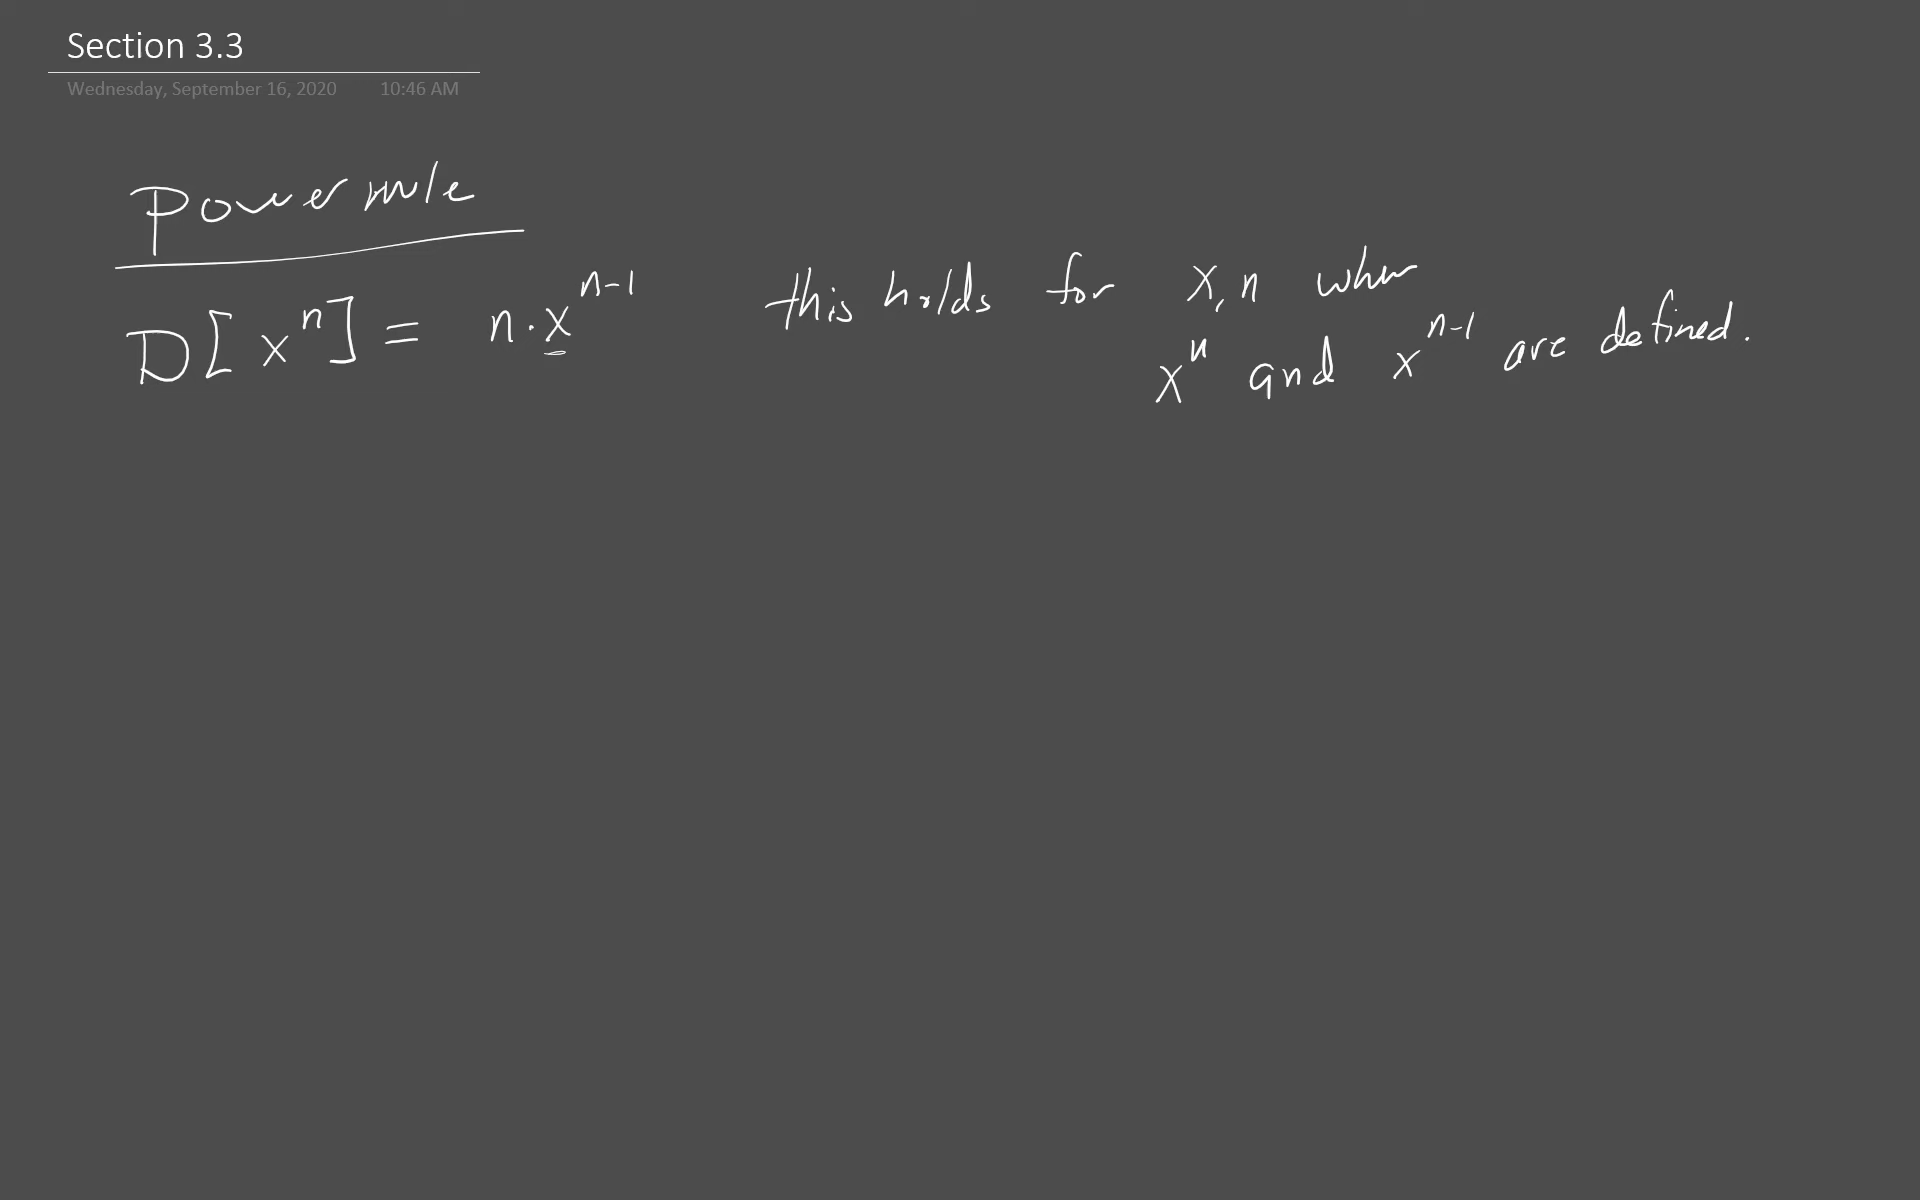 Section 3.3
Wednesday, September 16, 2020 10:46 AM
Power rule
D[xⁿ] = n·xⁿ⁻¹ this holds for x, n when
xⁿ and xⁿ⁻¹ are defined.